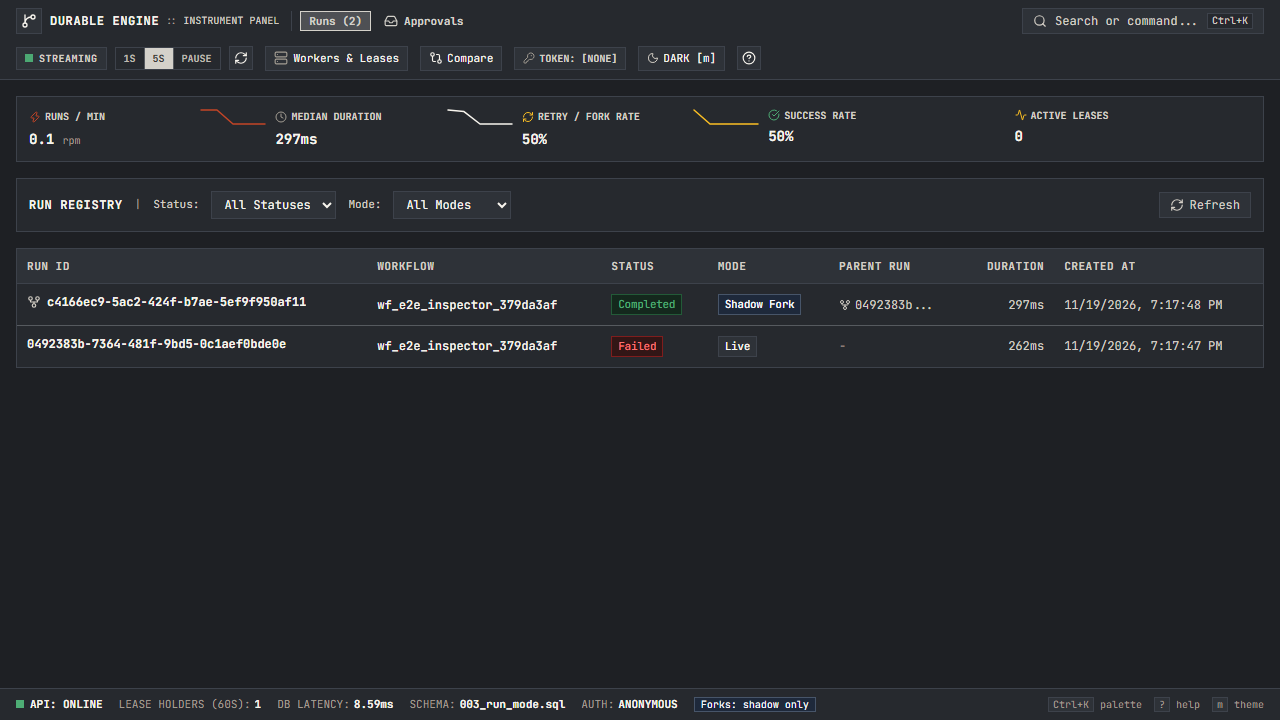 DURABLE ENGINE :: INSTRUMENT PANEL Runs (2) Approvals Search or command... Ctrl+K
STREAMING 1S 5S PAUSE Workers & Leases Compare TOKEN: [NONE] DARK [m]
RUNS / MIN MEDIAN DURATION RETRY / FORK RATE SUCCESS RATE ACTIVE LEASES
0.1 rpm 297ms 50% 50% 0
RUN REGISTRY | Status: All Statuses Mode: All Modes Refresh
RUN ID WORKFLOW STATUS MODE PARENT RUN DURATION CREATED AT
c4166ec9-5ac2-424f-b7ae-5ef9f950af11 wf_e2e_inspector_379da3af Completed Shadow Fork 0492383b... 297ms 11/19/2026, 7:17:48 PM
0492383b-7364-481f-9bd5-0c1aef0bde0e wf_e2e_inspector_379da3af Failed Live - 262ms 11/19/2026, 7:17:47 PM
API: ONLINE LEASE HOLDERS (60S): 1 DB LATENCY: 8.59ms SCHEMA: 003_run_mode.sql AUTH: ANONYMOUS Forks: shadow only Ctrl+K palette ? help m theme